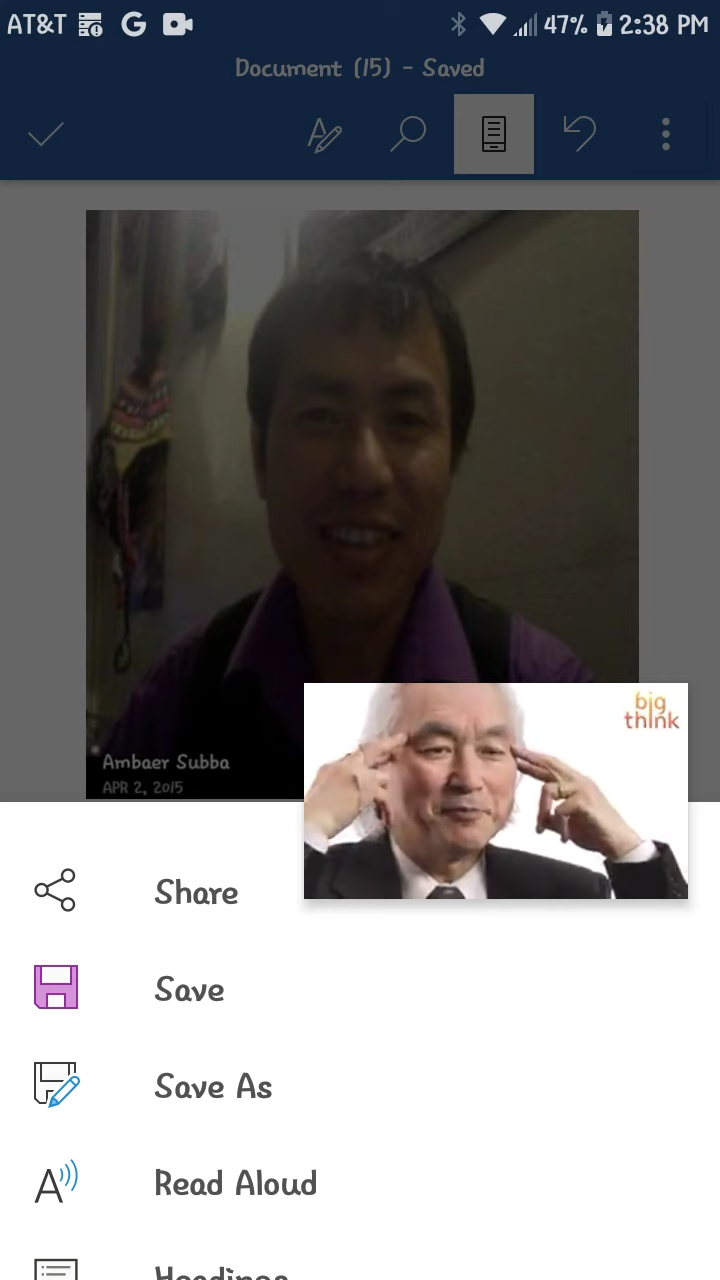 AT&T 47% 2:38 PM
Document (15) - Saved
big
think
Ambaer Subba
APR 2, 2015
Share
Save
Save As
Read Aloud
Headings